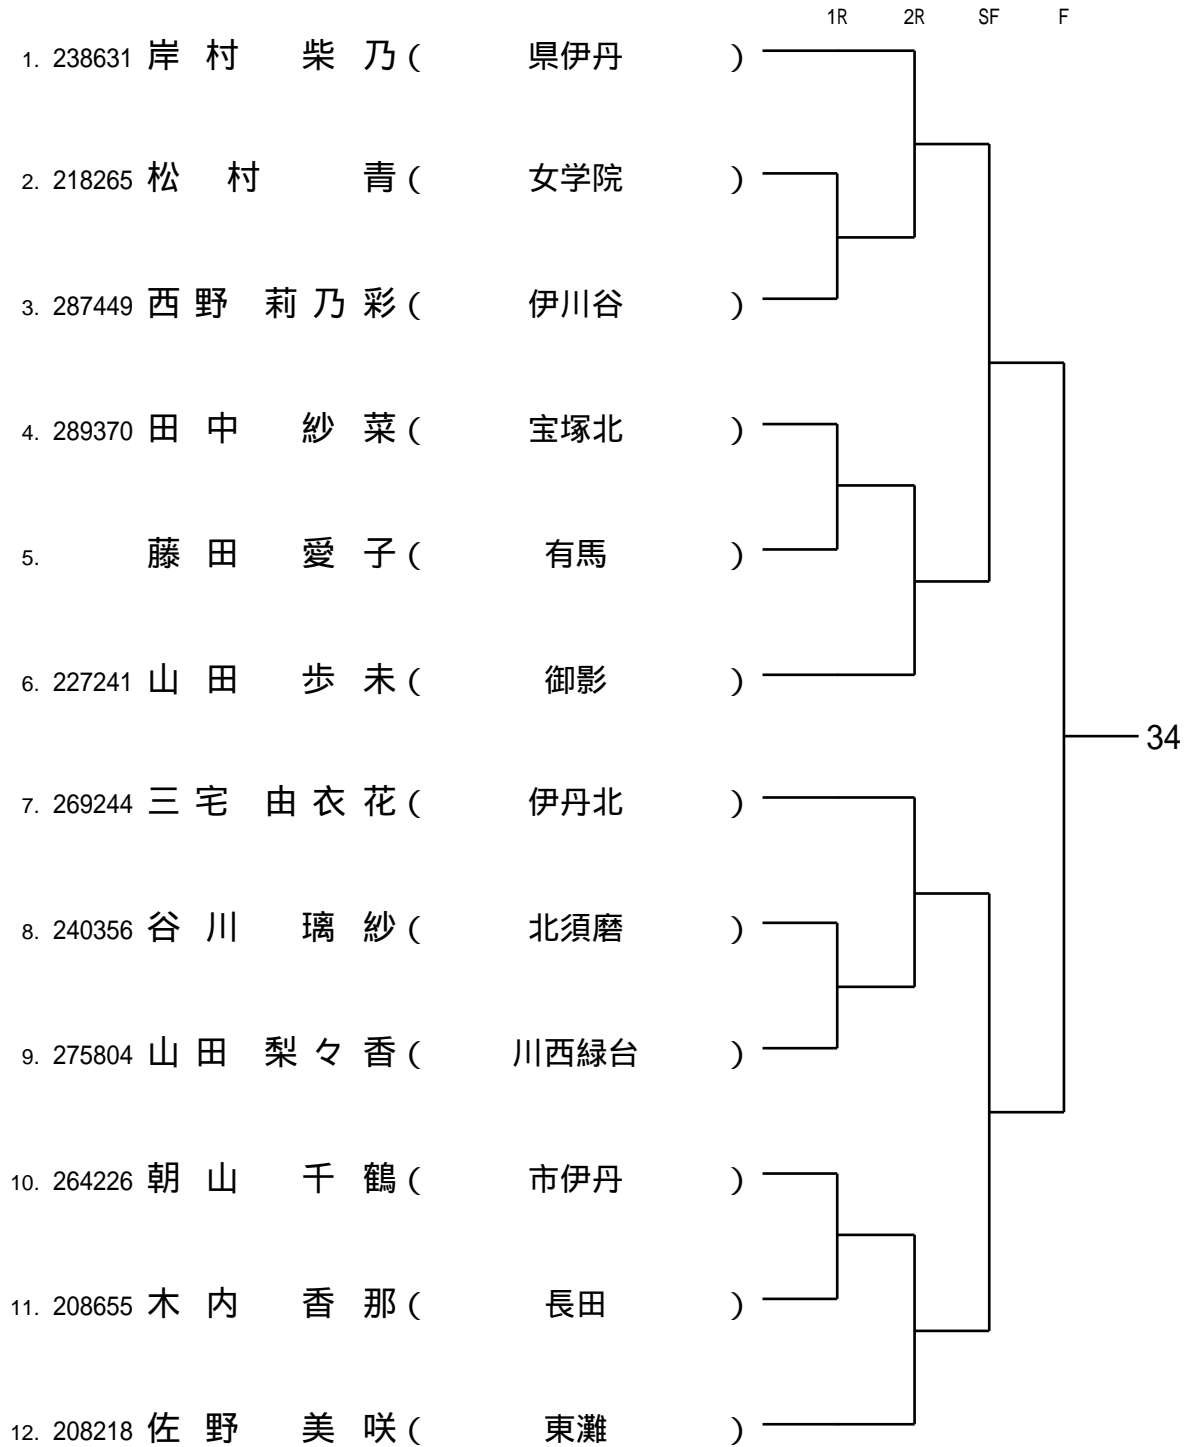 1R 2R SF F
1. 238631 岸村 柴乃 ( 県伊丹 )
2. 218265 松村 青 ( 女学院 )
3. 287449 西野 莉乃彩 ( 伊川谷 )
4. 289370 田中 紗菜 ( 宝塚北 )
5. 藤田 愛子 ( 有馬 )
6. 227241 山田 歩未 ( 御影 )
34
7. 269244 三宅 由衣花 ( 伊丹北 )
8. 240356 谷川 璃紗 ( 北須磨 )
9. 275804 山田 梨々香 ( 川西緑台 )
10. 264226 朝山 千鶴 ( 市伊丹 )
11. 208655 木内 香那 ( 長田 )
12. 208218 佐野 美咲 ( 東灘 )